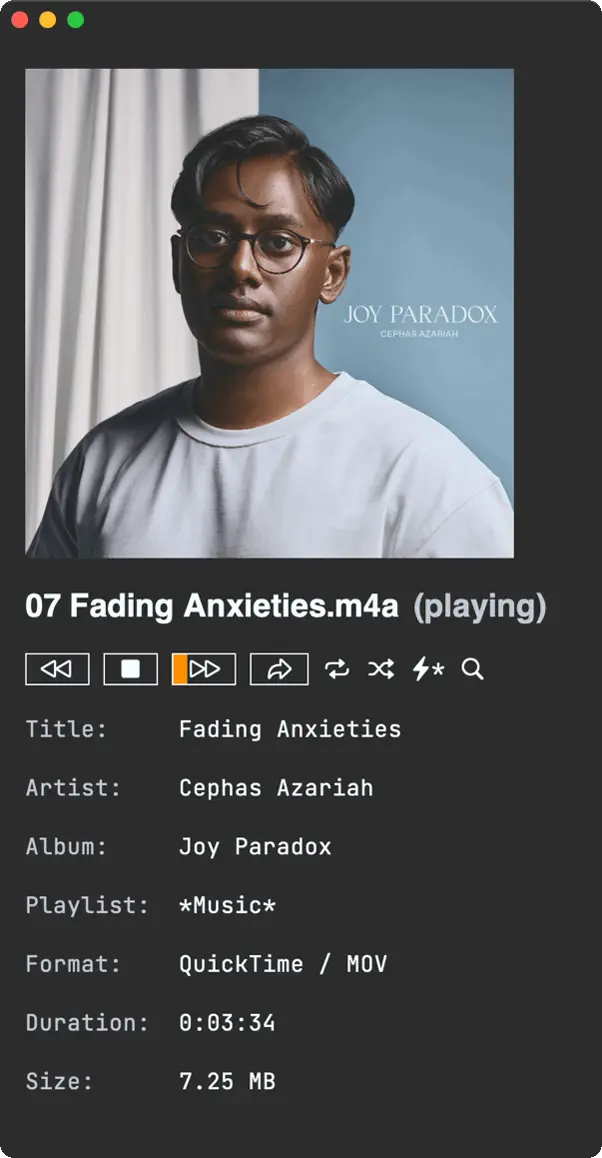 JOY PARADOX
CEPHAS AZARIAH
07 Fading Anxieties.m4a (playing)
Title: Fading Anxieties
Artist: Cephas Azariah
Album: Joy Paradox
Playlist: *Music*
Format: QuickTime / MOV
Duration: 0:03:34
Size: 7.25 MB